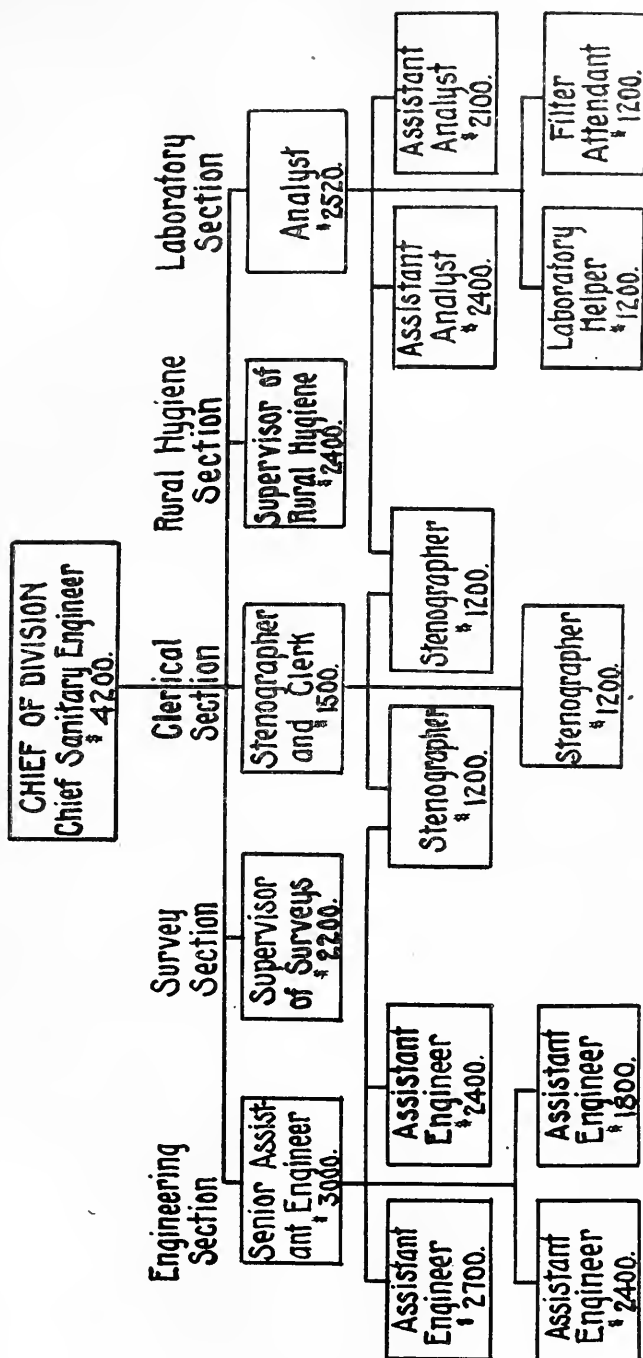 CHIEF OF DIVISION
Chief Sanitary Engineer
$ 4200.
Engineering
Section
Survey
Section
Clerical
Section
Rural Hygiene
Section
Laboratory
Section
Senior Assist-
ant Engineer
$ 3000.
Supervisor
of Surveys
$ 2200.
Stenographer
and Clerk
$ 1500.
Supervisor of
Rural Hygiene
$ 2400.
Analyst
$ 2520.
Assistant
Engineer
$ 2700.
Assistant
Engineer
$ 2400.
Stenographer
$ 1200.
Stenographer
$ 1200.
Assistant
Analyst
$ 2400.
Assistant
Analyst
$ 2100.
Assistant
Engineer
$ 2400.
Assistant
Engineer
$ 1800.
Stenographer
$ 1200.
Laboratory
Helper
$ 1200.
Filter
Attendant
$ 1200.